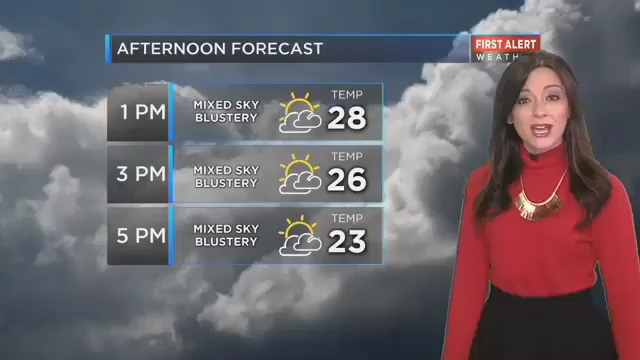 AFTERNOON FORECAST
FIRST ALERT
WEATH
1 PM
MIXED SKY
BLUSTERY
TEMP
28
3 PM
MIXED SKY
BLUSTERY
TEMP
26
5 PM
MIXED SKY
BLUSTERY
TEMP
23